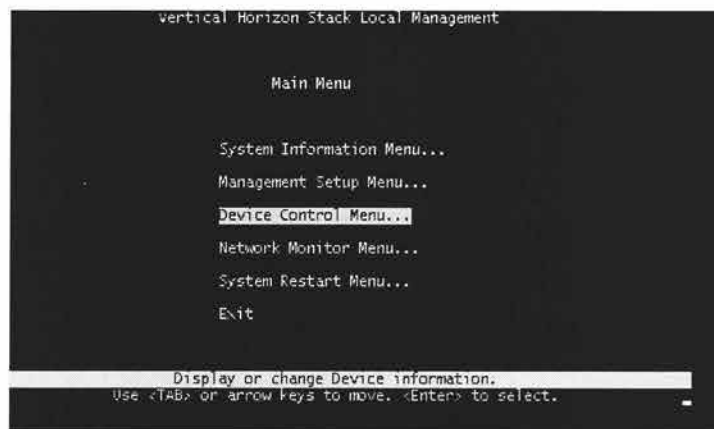 Vertical Horizon Stack Local Management
Main Menu
System Information Menu...
Management Setup Menu...
Device Control Menu...
Network Monitor Menu...
System Restart Menu...
Exit
Display or change Device information.
Use <TAB> or arrow keys to move. <Enter> to select.